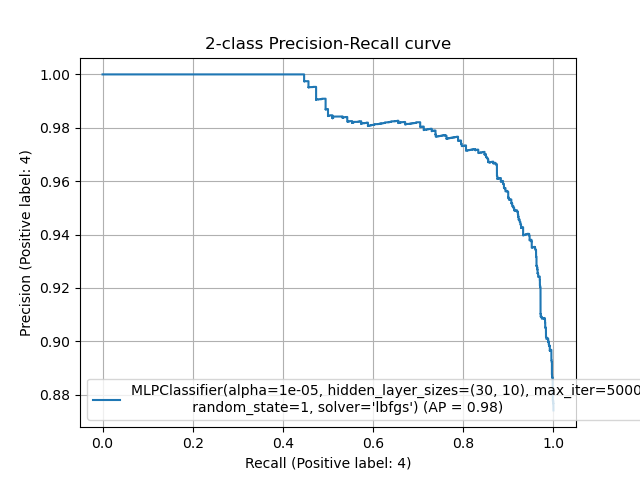 2-class Precision-Recall curve
1.00
0.98
0.96
0.94
0.92
0.90
0.88
Precision (Positive label: 4)
MLPClassifier(alpha=1e-05, hidden_layer_sizes=(30, 10), max_iter=5000
random_state=1, solver='lbfgs') (AP = 0.98)
0.0 0.2 0.4 0.6 0.8 1.0
Recall (Positive label: 4)